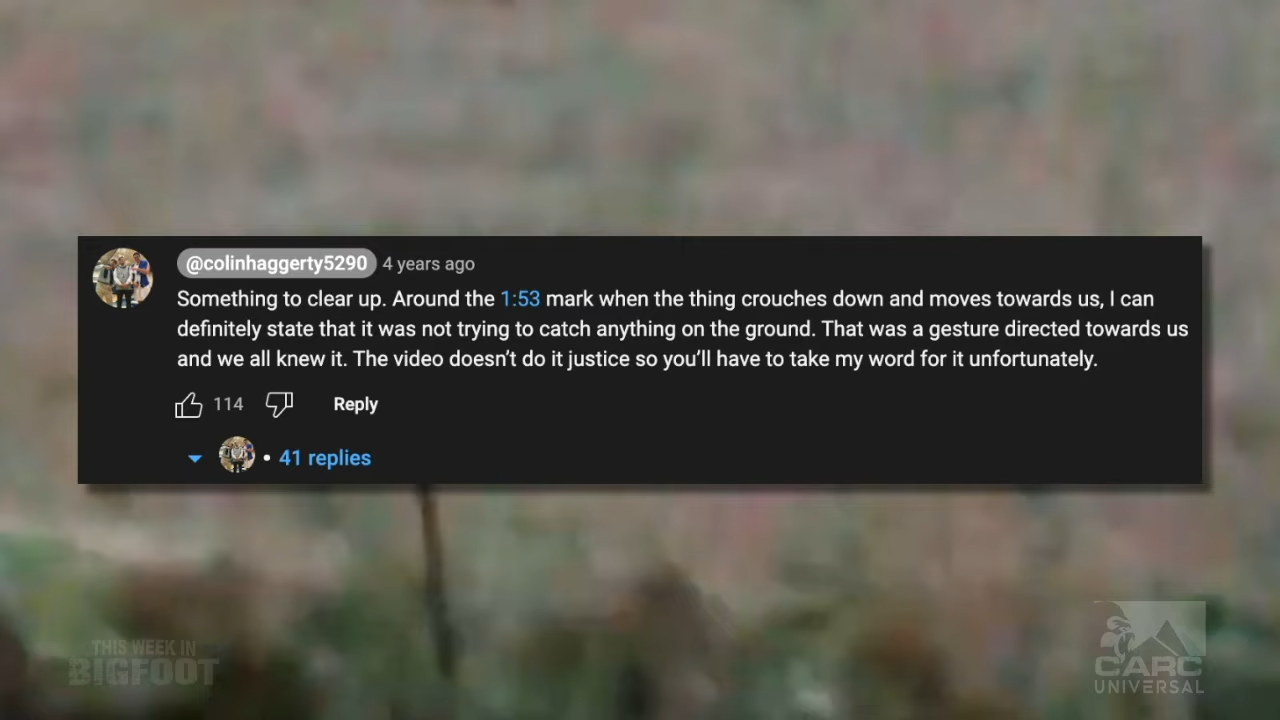 @colinhaggerty5290 4 years ago
Something to clear up. Around the 1:53 mark when the thing crouches down and moves towards us, I can
definitely state that it was not trying to catch anything on the ground. That was a gesture directed towards us
and we all knew it. The video doesn’t do it justice so you’ll have to take my word for it unfortunately.
114 Reply
• 41 replies
THIS WEEK IN
BIGFOOT
CARC
UNIVERSAL